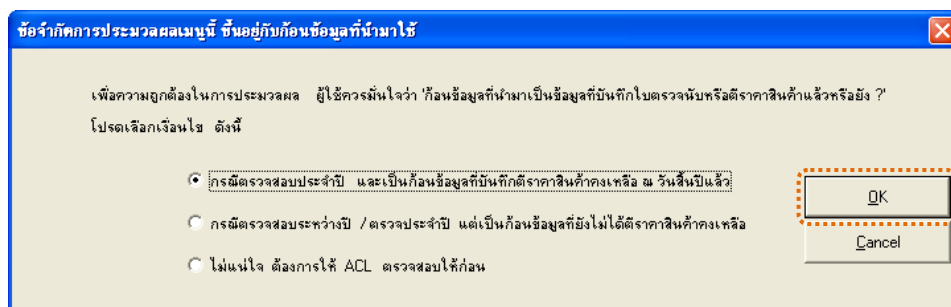 ข้อจำกัดการประมวลผลเมนูนี้ ขึ้นอยู่กับก้อนข้อมูลที่นำมาใช้
เพื่อความถูกต้องในการประมวลผล ผู้ใช้ควรมั่นใจว่า 'ก้อนข้อมูลที่นำมาเป็นข้อมูลที่บันทึกใบตรวจนับหรือตีราคาสินค้าแล้วหรือยัง ?'
โปรดเลือกเงื่อนไข ดังนี้
กรณีตรวจสอบประจำปี และเป็นก้อนข้อมูลที่บันทึกตีราคาสินค้าคงเหลือ ณ วันสิ้นปีแล้ว
OK
กรณีตรวจสอบระหว่างปี / ตรวจประจำปี แต่เป็นก้อนข้อมูลที่ยังไม่ได้ตีราคาสินค้าคงเหลือ
Cancel
ไม่แน่ใจ ต้องการให้ ACL ตรวจสอบให้ก่อน